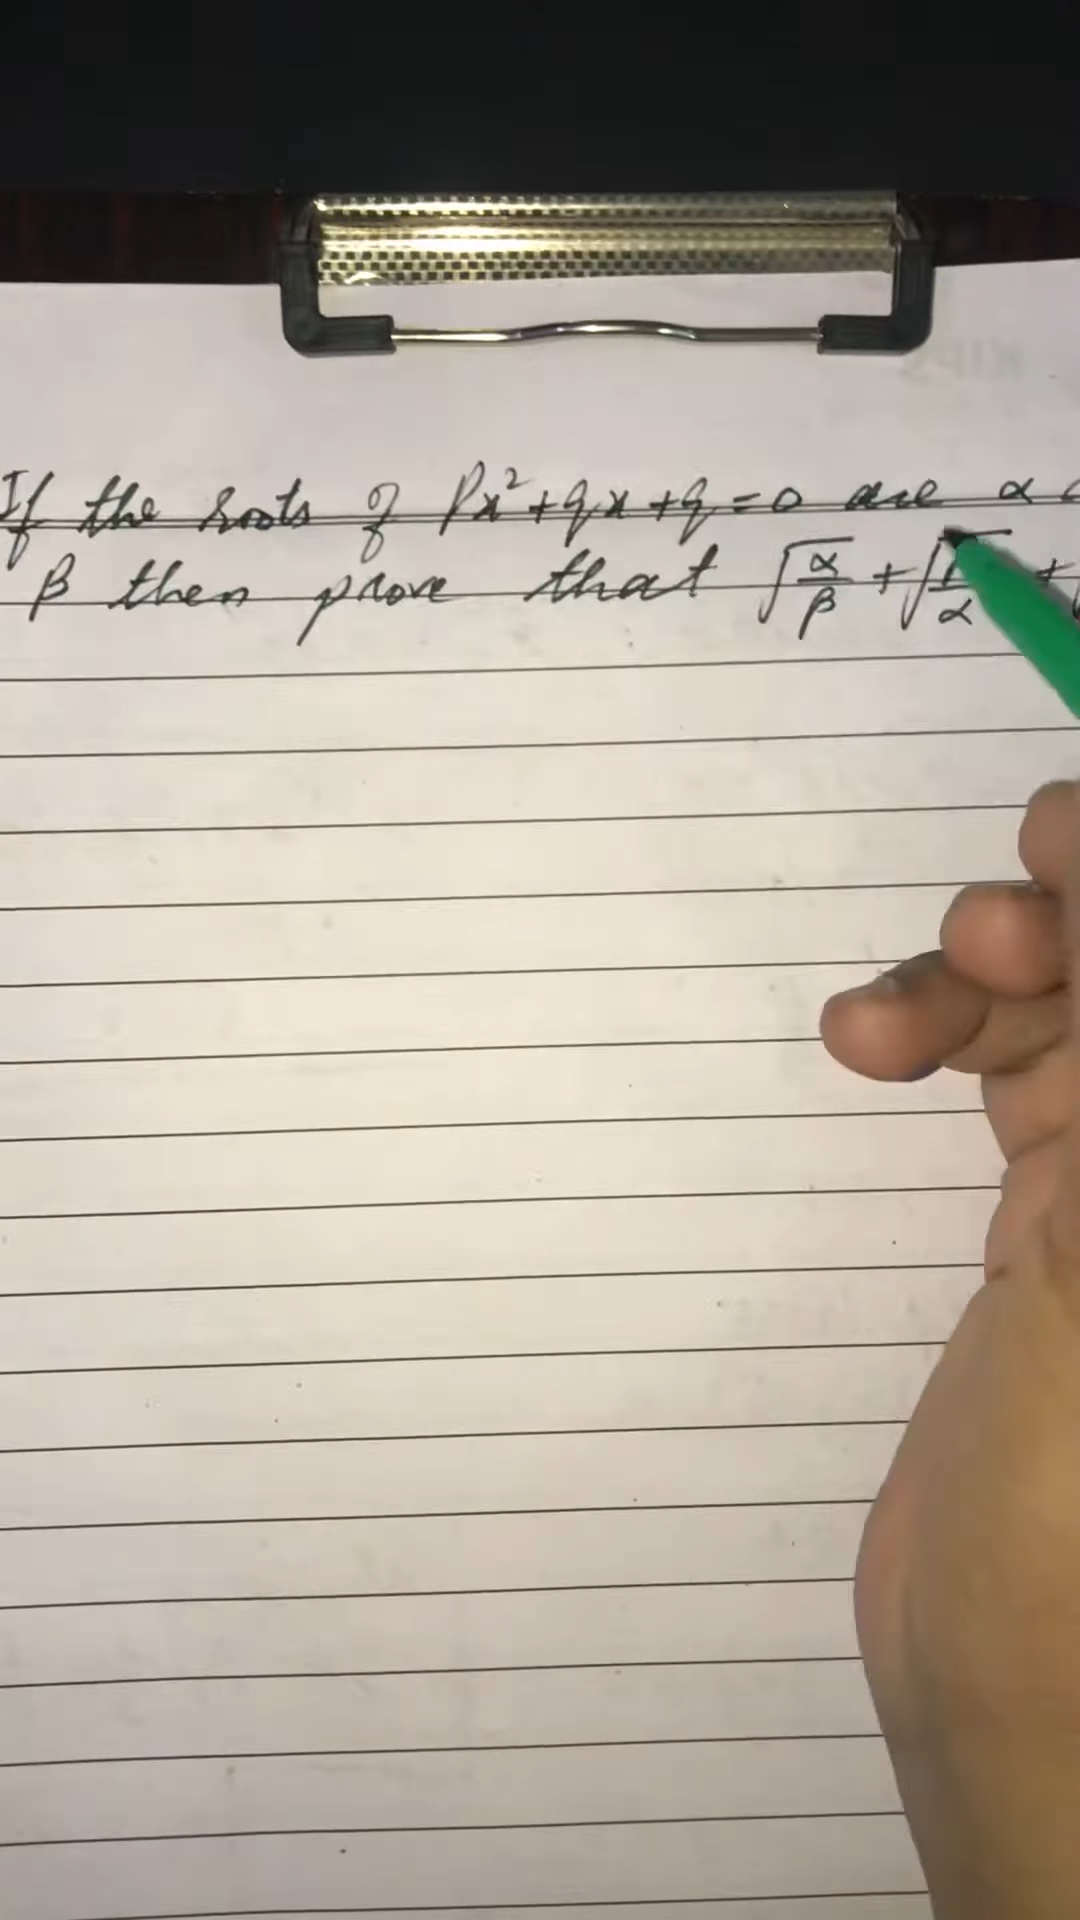 If the roots of Px²+qx+q=0 are α
β then prove that √α/β + √ /α +